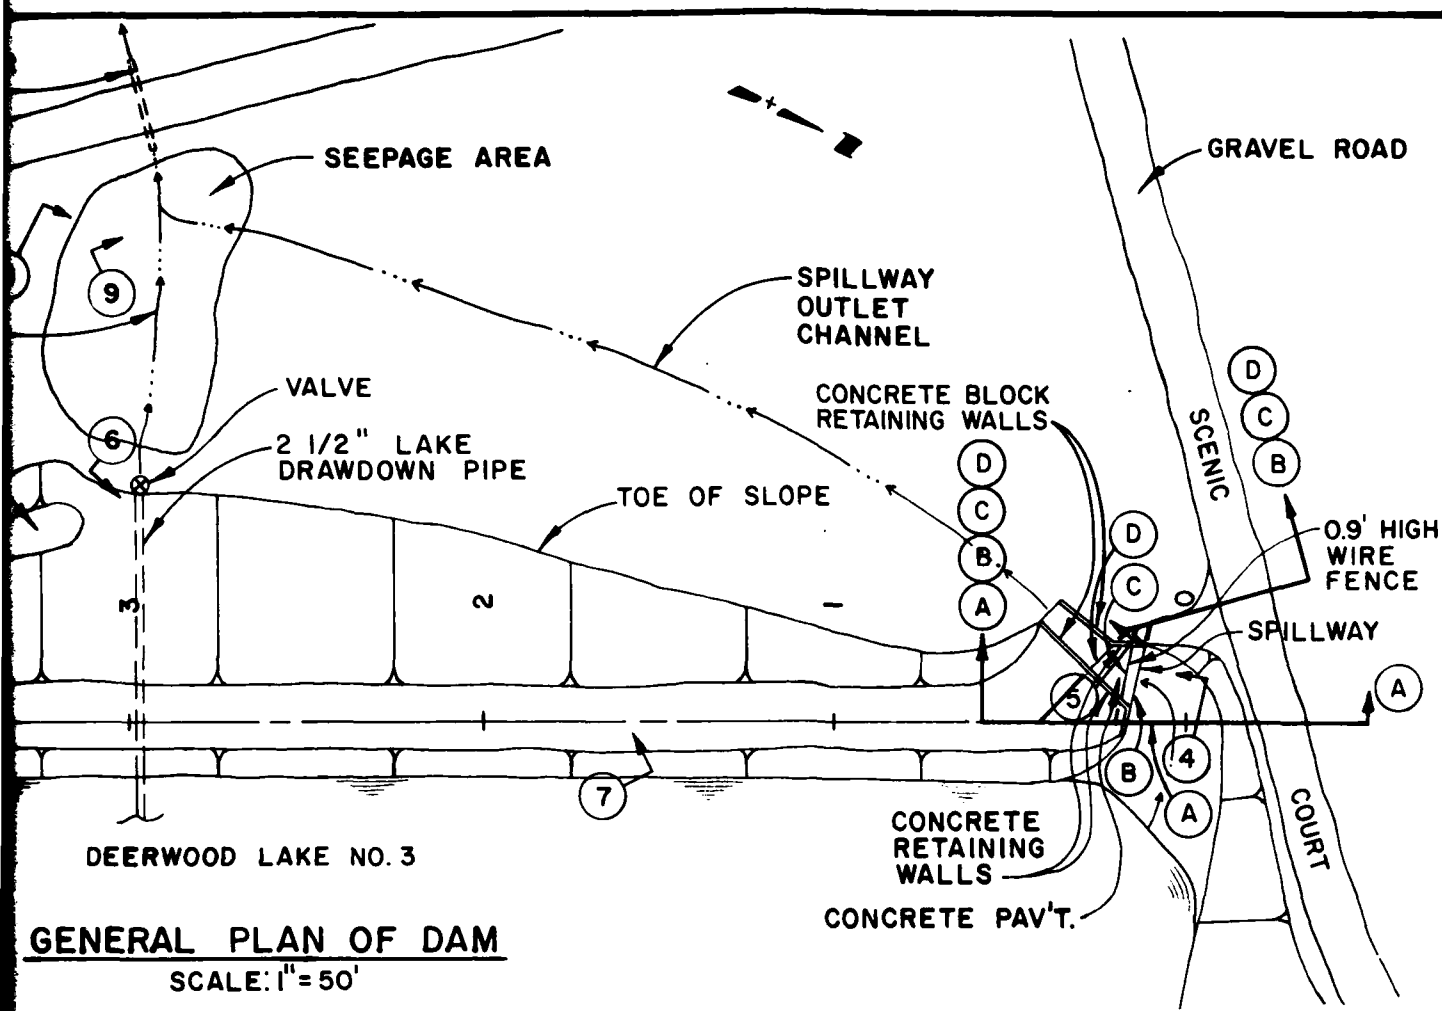 SEEPAGE AREA
GRAVEL ROAD
9
SPILLWAY
OUTLET
CHANNEL
VALVE
6
2 1/2" LAKE
DRAWDOWN PIPE
CONCRETE BLOCK
RETAINING WALLS
TOE OF SLOPE
D
C
B
A
D
C
D
C
B
SCENIC
0.9' HIGH
WIRE
FENCE
3
2
1
0
SPILLWAY
5
A
7
B
4
A
CONCRETE
RETAINING
WALLS
COURT
CONCRETE PAV'T.
DEERWOOD LAKE NO. 3
GENERAL PLAN OF DAM
SCALE: 1" = 50'